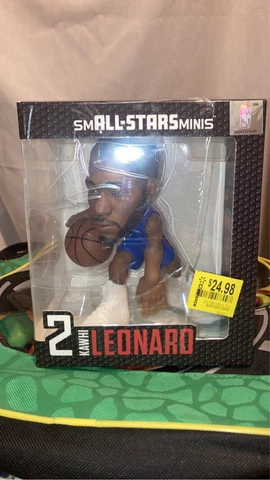 smALL-STARSMINIS
$24.98
2
KAWHI
LEONARD